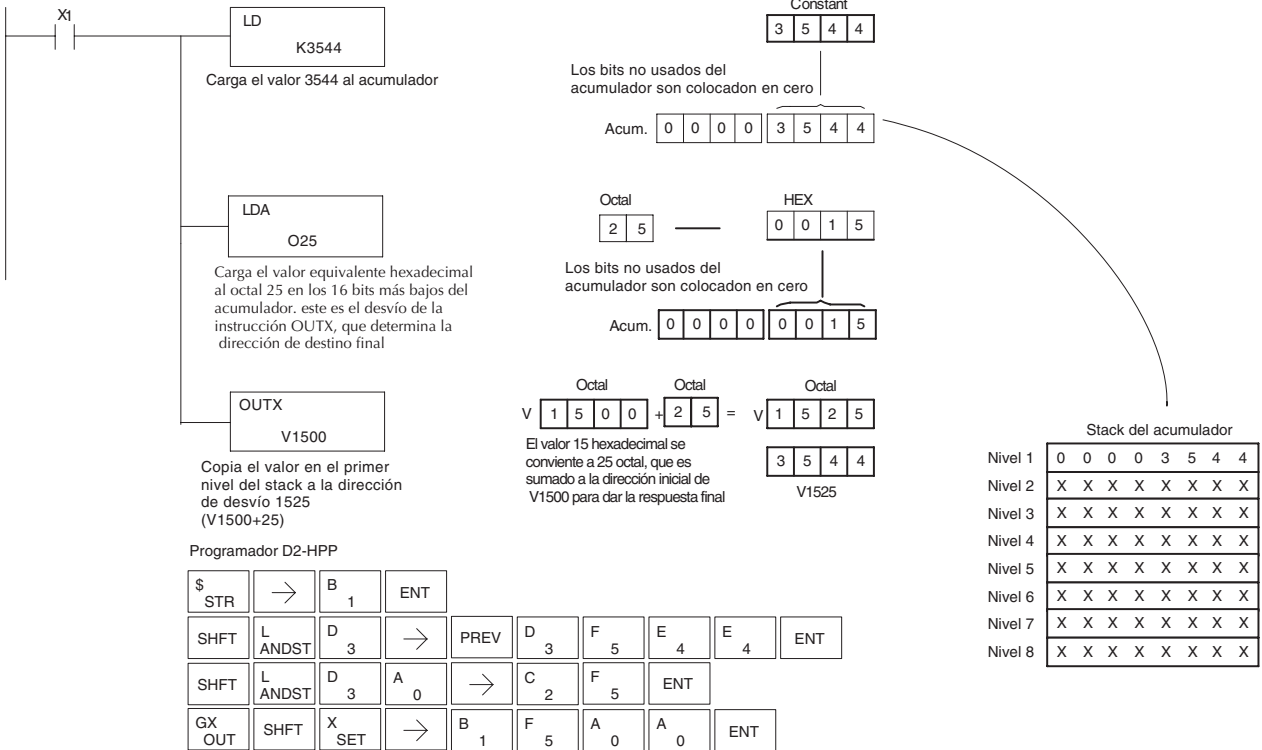 X1
LD
K3544
Carga el valor 3544 al acumulador
Constant
3 5 4 4
Los bits no usados del
acumulador son colocadon en cero
Acum. 0 0 0 0 3 5 4 4
LDA
O25
Carga el valor equivalente hexadecimal
al octal 25 en los 16 bits más bajos del
acumulador. este es el desvío de la
instrucción OUTX, que determina la
dirección de destino final
Octal HEX
2 5 0 0 1 5
Los bits no usados del
acumulador son colocadon en cero
Acum. 0 0 0 0 0 0 1 5
OUTX
V1500
Copia el valor en el primer
nivel del stack a la dirección
de desvío 1525
(V1500+25)
Octal Octal Octal
V 1 5 0 0 + 2 5 = V 1 5 2 5
El valor 15 hexadecimal se
conviente a 25 octal, que es
sumado a la dirección inicial de
V1500 para dar la respuesta final
3 5 4 4
V1525
Stack del acumulador
Nivel 1 0 0 0 0 3 5 4 4
Nivel 2 X X X X X X X X
Nivel 3 X X X X X X X X
Nivel 4 X X X X X X X X
Nivel 5 X X X X X X X X
Nivel 6 X X X X X X X X
Nivel 7 X X X X X X X X
Nivel 8 X X X X X X X X
Programador D2-HPP
$ STR → B 1 ENT
SHFT L ANDST D 3 → PREV D 3 F 5 E 4 E 4 ENT
SHFT L ANDST D 3 A 0 → C 2 F 5 ENT
GX OUT SHFT X SET → B 1 F 5 A 0 A 0 ENT